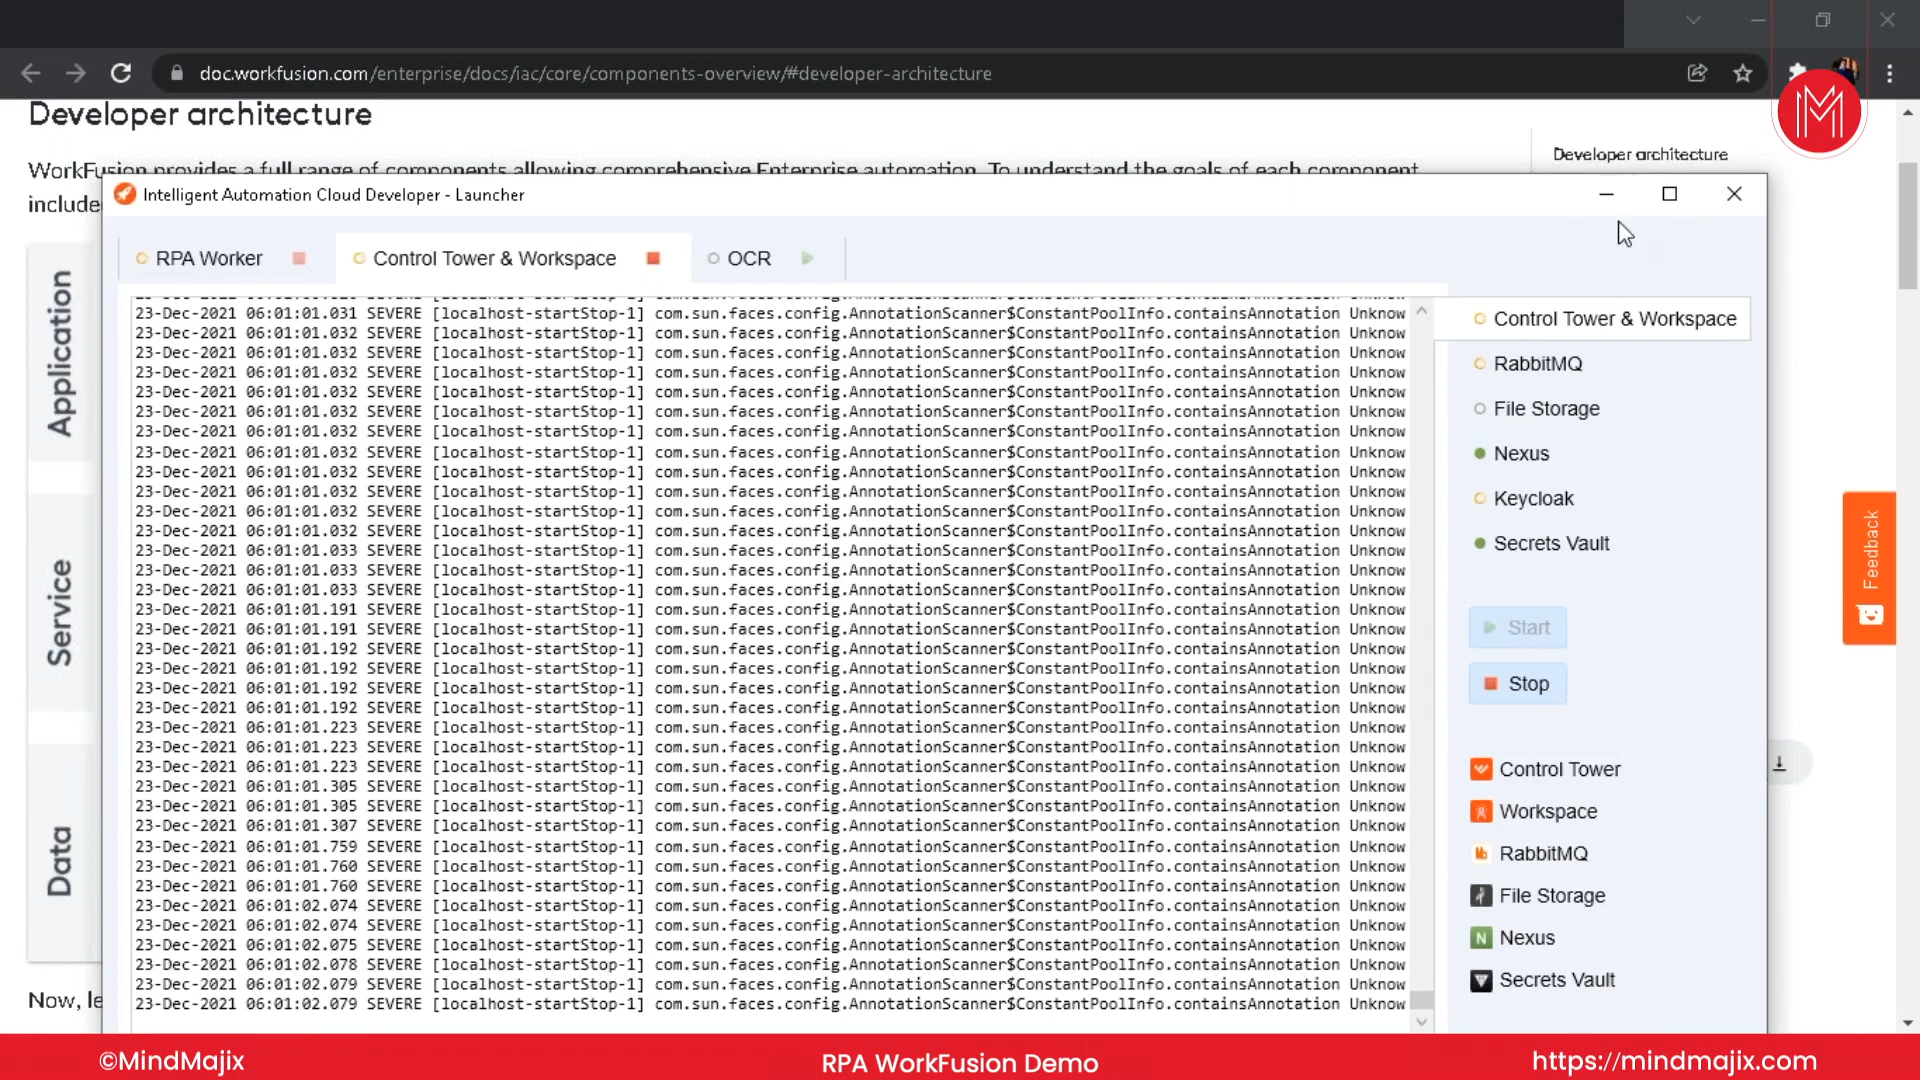 doc.workfusion.com/enterprise/docs/iac/core/components-overview/#developer-architecture
Developer architecture
WorkFusion provides a full range of components allowing comprehensive Enterprise automation. To understand the goals of each component
include
Developer architecture
Intelligent Automation Cloud Developer - Launcher
RPA Worker
Control Tower & Workspace
OCR
Application
Service
Data
23-Dec-2021 06:01:01.031 SEVERE [localhost-startStop-1] com.sun.faces.config.AnnotationScanner$ConstantPoolInfo.containsAnnotation Unknow
23-Dec-2021 06:01:01.032 SEVERE [localhost-startStop-1] com.sun.faces.config.AnnotationScanner$ConstantPoolInfo.containsAnnotation Unknow
23-Dec-2021 06:01:01.032 SEVERE [localhost-startStop-1] com.sun.faces.config.AnnotationScanner$ConstantPoolInfo.containsAnnotation Unknow
23-Dec-2021 06:01:01.032 SEVERE [localhost-startStop-1] com.sun.faces.config.AnnotationScanner$ConstantPoolInfo.containsAnnotation Unknow
23-Dec-2021 06:01:01.032 SEVERE [localhost-startStop-1] com.sun.faces.config.AnnotationScanner$ConstantPoolInfo.containsAnnotation Unknow
23-Dec-2021 06:01:01.032 SEVERE [localhost-startStop-1] com.sun.faces.config.AnnotationScanner$ConstantPoolInfo.containsAnnotation Unknow
23-Dec-2021 06:01:01.032 SEVERE [localhost-startStop-1] com.sun.faces.config.AnnotationScanner$ConstantPoolInfo.containsAnnotation Unknow
23-Dec-2021 06:01:01.032 SEVERE [localhost-startStop-1] com.sun.faces.config.AnnotationScanner$ConstantPoolInfo.containsAnnotation Unknow
23-Dec-2021 06:01:01.032 SEVERE [localhost-startStop-1] com.sun.faces.config.AnnotationScanner$ConstantPoolInfo.containsAnnotation Unknow
23-Dec-2021 06:01:01.032 SEVERE [localhost-startStop-1] com.sun.faces.config.AnnotationScanner$ConstantPoolInfo.containsAnnotation Unknow
23-Dec-2021 06:01:01.032 SEVERE [localhost-startStop-1] com.sun.faces.config.AnnotationScanner$ConstantPoolInfo.containsAnnotation Unknow
23-Dec-2021 06:01:01.032 SEVERE [localhost-startStop-1] com.sun.faces.config.AnnotationScanner$ConstantPoolInfo.containsAnnotation Unknow
23-Dec-2021 06:01:01.033 SEVERE [localhost-startStop-1] com.sun.faces.config.AnnotationScanner$ConstantPoolInfo.containsAnnotation Unknow
23-Dec-2021 06:01:01.033 SEVERE [localhost-startStop-1] com.sun.faces.config.AnnotationScanner$ConstantPoolInfo.containsAnnotation Unknow
23-Dec-2021 06:01:01.033 SEVERE [localhost-startStop-1] com.sun.faces.config.AnnotationScanner$ConstantPoolInfo.containsAnnotation Unknow
23-Dec-2021 06:01:01.191 SEVERE [localhost-startStop-1] com.sun.faces.config.AnnotationScanner$ConstantPoolInfo.containsAnnotation Unknow
23-Dec-2021 06:01:01.191 SEVERE [localhost-startStop-1] com.sun.faces.config.AnnotationScanner$ConstantPoolInfo.containsAnnotation Unknow
23-Dec-2021 06:01:01.192 SEVERE [localhost-startStop-1] com.sun.faces.config.AnnotationScanner$ConstantPoolInfo.containsAnnotation Unknow
23-Dec-2021 06:01:01.192 SEVERE [localhost-startStop-1] com.sun.faces.config.AnnotationScanner$ConstantPoolInfo.containsAnnotation Unknow
23-Dec-2021 06:01:01.192 SEVERE [localhost-startStop-1] com.sun.faces.config.AnnotationScanner$ConstantPoolInfo.containsAnnotation Unknow
23-Dec-2021 06:01:01.192 SEVERE [localhost-startStop-1] com.sun.faces.config.AnnotationScanner$ConstantPoolInfo.containsAnnotation Unknow
23-Dec-2021 06:01:01.223 SEVERE [localhost-startStop-1] com.sun.faces.config.AnnotationScanner$ConstantPoolInfo.containsAnnotation Unknow
23-Dec-2021 06:01:01.223 SEVERE [localhost-startStop-1] com.sun.faces.config.AnnotationScanner$ConstantPoolInfo.containsAnnotation Unknow
23-Dec-2021 06:01:01.223 SEVERE [localhost-startStop-1] com.sun.faces.config.AnnotationScanner$ConstantPoolInfo.containsAnnotation Unknow
23-Dec-2021 06:01:01.305 SEVERE [localhost-startStop-1] com.sun.faces.config.AnnotationScanner$ConstantPoolInfo.containsAnnotation Unknow
23-Dec-2021 06:01:01.305 SEVERE [localhost-startStop-1] com.sun.faces.config.AnnotationScanner$ConstantPoolInfo.containsAnnotation Unknow
23-Dec-2021 06:01:01.307 SEVERE [localhost-startStop-1] com.sun.faces.config.AnnotationScanner$ConstantPoolInfo.containsAnnotation Unknow
23-Dec-2021 06:01:01.759 SEVERE [localhost-startStop-1] com.sun.faces.config.AnnotationScanner$ConstantPoolInfo.containsAnnotation Unknow
23-Dec-2021 06:01:01.760 SEVERE [localhost-startStop-1] com.sun.faces.config.AnnotationScanner$ConstantPoolInfo.containsAnnotation Unknow
23-Dec-2021 06:01:01.760 SEVERE [localhost-startStop-1] com.sun.faces.config.AnnotationScanner$ConstantPoolInfo.containsAnnotation Unknow
23-Dec-2021 06:01:02.074 SEVERE [localhost-startStop-1] com.sun.faces.config.AnnotationScanner$ConstantPoolInfo.containsAnnotation Unknow
23-Dec-2021 06:01:02.074 SEVERE [localhost-startStop-1] com.sun.faces.config.AnnotationScanner$ConstantPoolInfo.containsAnnotation Unknow
23-Dec-2021 06:01:02.075 SEVERE [localhost-startStop-1] com.sun.faces.config.AnnotationScanner$ConstantPoolInfo.containsAnnotation Unknow
23-Dec-2021 06:01:02.078 SEVERE [localhost-startStop-1] com.sun.faces.config.AnnotationScanner$ConstantPoolInfo.containsAnnotation Unknow
23-Dec-2021 06:01:02.079 SEVERE [localhost-startStop-1] com.sun.faces.config.AnnotationScanner$ConstantPoolInfo.containsAnnotation Unknow
23-Dec-2021 06:01:02.079 SEVERE [localhost-startStop-1] com.sun.faces.config.AnnotationScanner$ConstantPoolInfo.containsAnnotation Unknow
Control Tower & Workspace
RabbitMQ
File Storage
Nexus
Keycloak
Secrets Vault
Start
Stop
Control Tower
Workspace
RabbitMQ
File Storage
Nexus
Secrets Vault
Feedback
Now, le
©MindMajix
RPA WorkFusion Demo
https://mindmajix.com